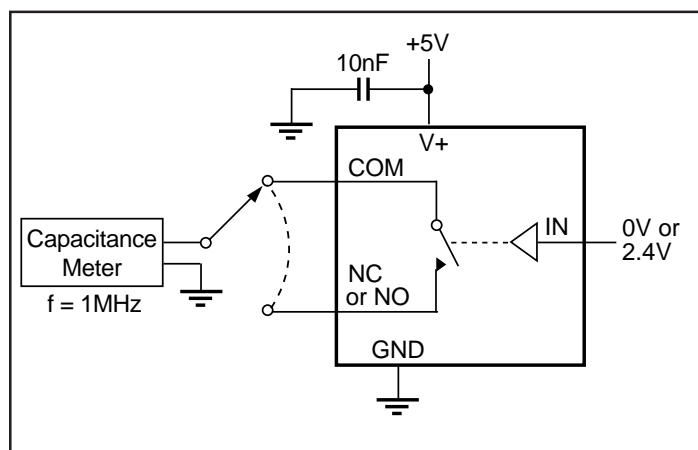 +5V
10nF
V+
COM
IN
0V or
2.4V
Capacitance
Meter
f = 1MHz
NC
or NO
GND